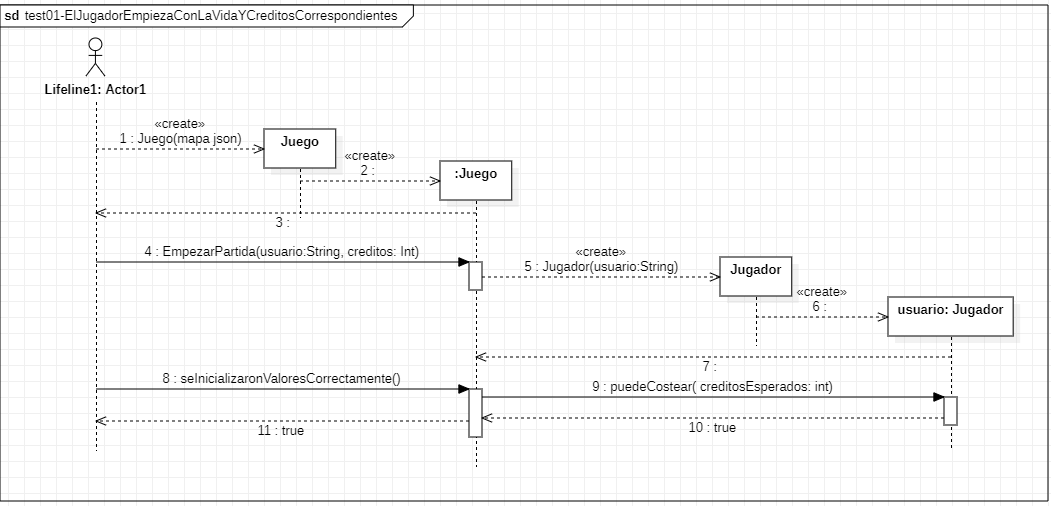 sd test01-ElJugadorEmpiezaConLaVidaYCreditosCorrespondientes
Lifeline1: Actor1
«create»
1 : Juego(mapa json)
Juego
«create»
2 :
:Juego
3 :
4 : EmpezarPartida(usuario:String, creditos: Int)
«create»
5 : Jugador(usuario:String)
Jugador
«create»
6 :
usuario: Jugador
7 :
8 : seInicializaronValoresCorrectamente()
9 : puedeCostear( creditosEsperados: int)
10 : true
11 : true